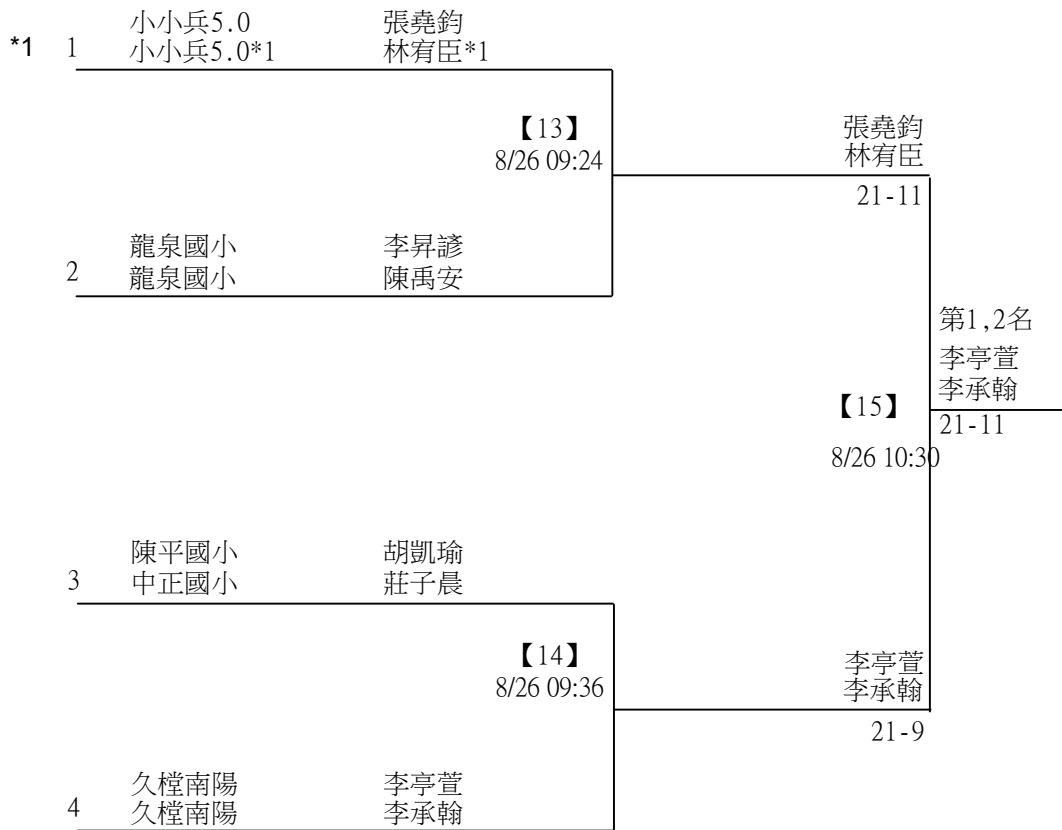 小小兵5.0 張堯鈞
*1 1 小小兵5.0*1 林宥臣*1
【13】
8/26 09:24
張堯鈞
林宥臣
21-11
龍泉國小 李昇諺
2 龍泉國小 陳禹安
第1,2名
李亭萱
李承翰
【15】
21-11
8/26 10:30
陳平國小 胡凱瑜
3 中正國小 莊子晨
【14】
8/26 09:36
李亭萱
李承翰
21-9
久樘南陽 李亭萱
4 久樘南陽 李承翰